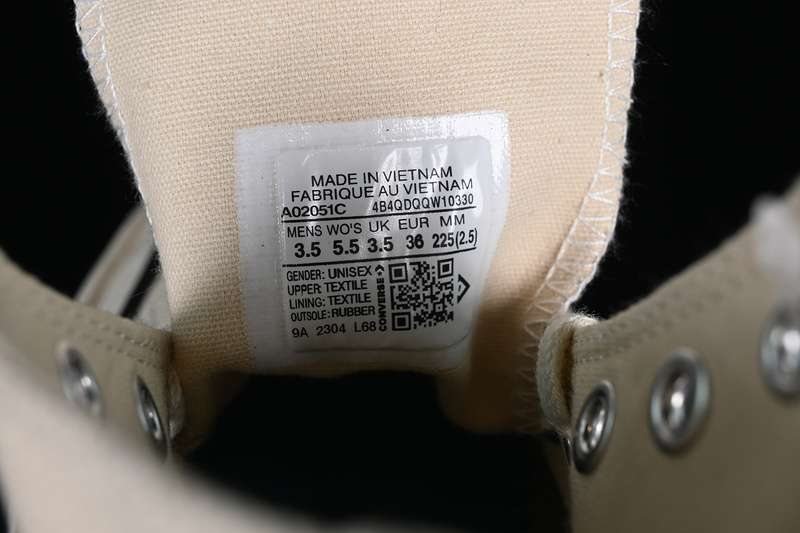 MADE IN VIETNAM
FABRIQUE AU VIETNAM
A02051C 4B4QDQQW10330
MENS WO'S UK EUR MM
3.5 5.5 3.5 36 225(2.5)
GENDER: UNISEX
UPPER: TEXTILE
LINING: TEXTILE
OUTSOLE: RUBBER
9A 2304 L68
CONVERSE